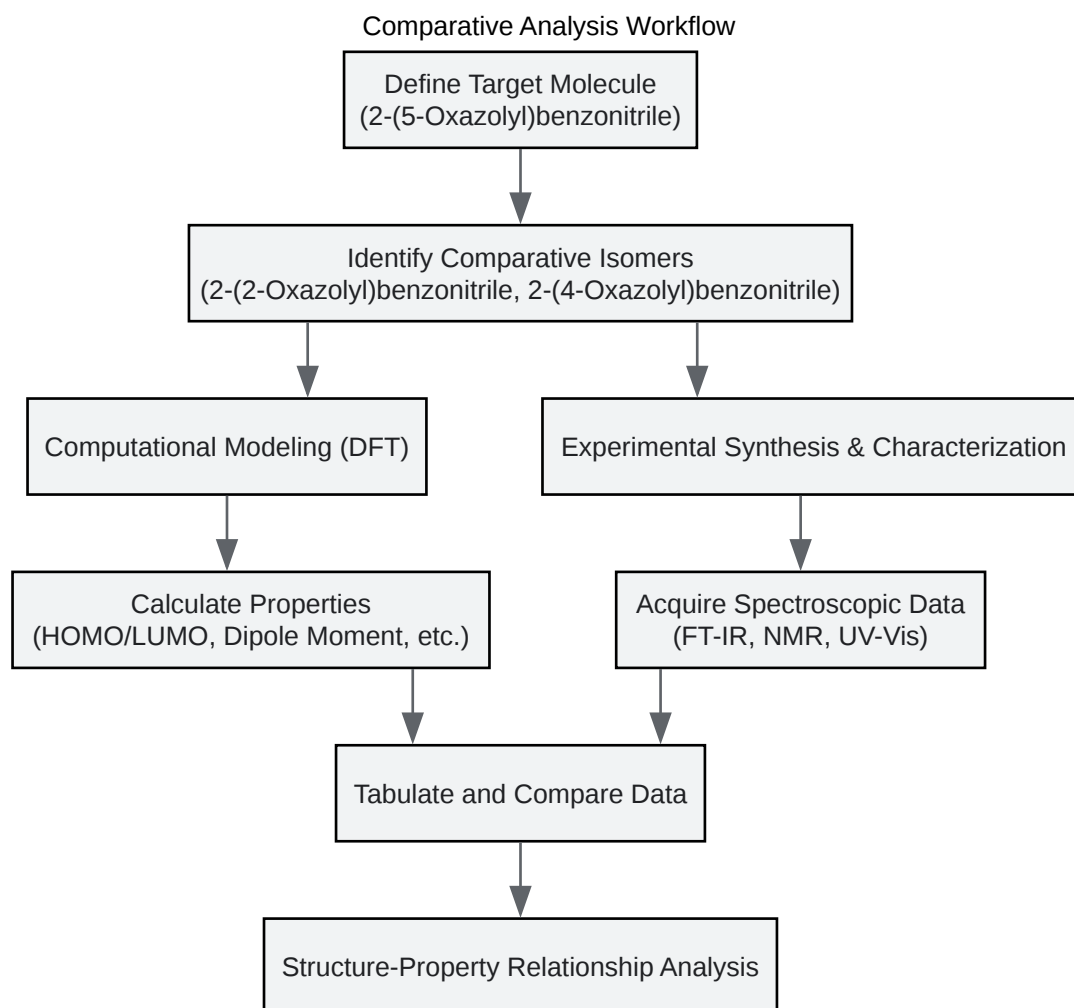 Comparative Analysis Workflow
Define Target Molecule
(2-(5-Oxazolyl)benzonitrile)
Identify Comparative Isomers
(2-(2-Oxazolyl)benzonitrile, 2-(4-Oxazolyl)benzonitrile)
Computational Modeling (DFT)
Experimental Synthesis & Characterization
Calculate Properties
(HOMO/LUMO, Dipole Moment, etc.)
Acquire Spectroscopic Data
(FT-IR, NMR, UV-Vis)
Tabulate and Compare Data
Structure-Property Relationship Analysis